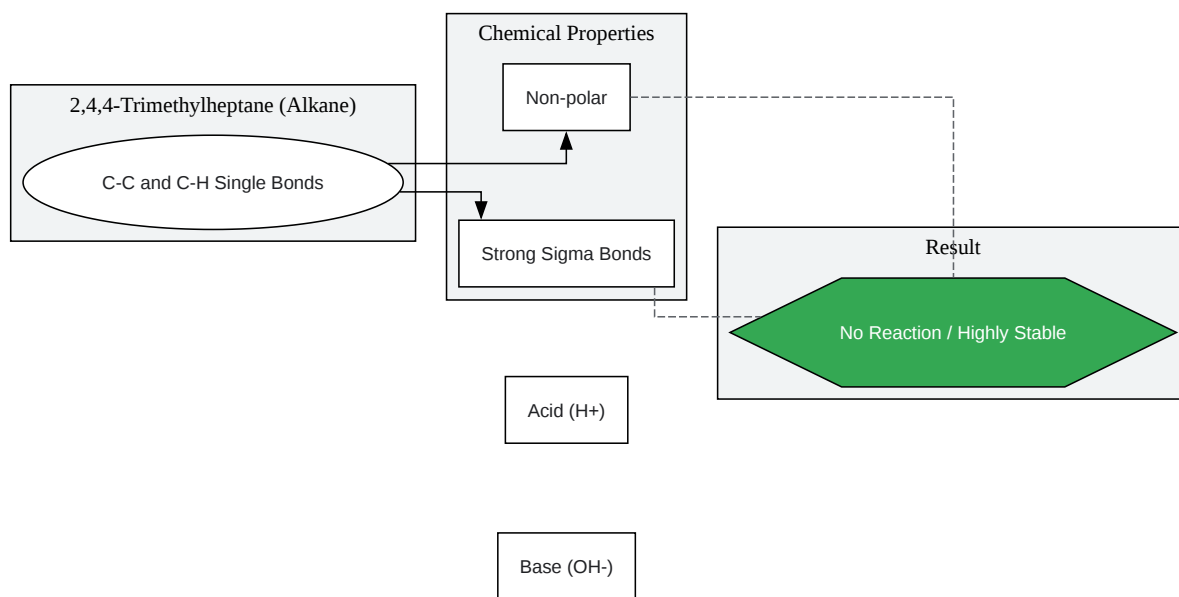 Chemical Properties
Non-polar
2,4,4-Trimethylheptane (Alkane)
C-C and C-H Single Bonds
Strong Sigma Bonds
Result
No Reaction / Highly Stable
Acid (H+)
Base (OH-)